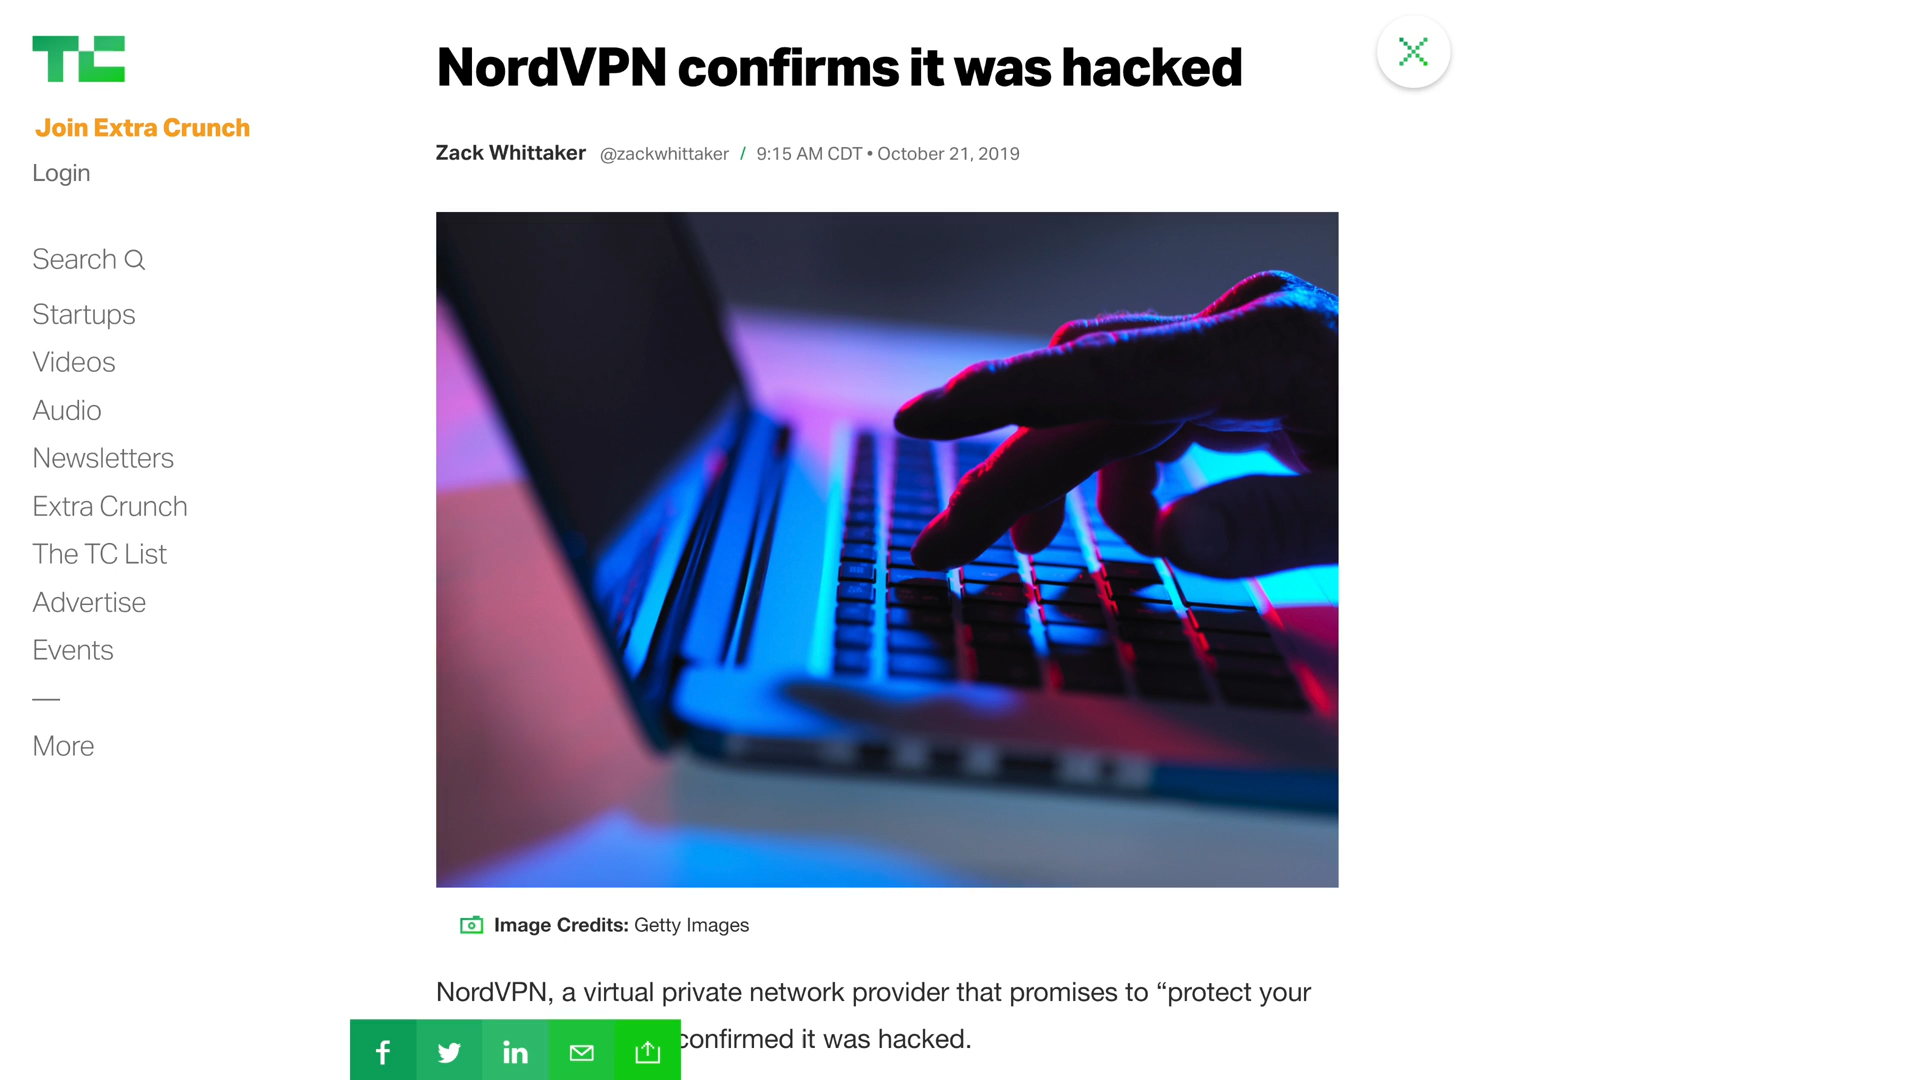 TC
Join Extra Crunch
Login
Search
Startups
Videos
Audio
Newsletters
Extra Crunch
The TC List
Advertise
Events
—
More
NordVPN confirms it was hacked
Zack Whittaker @zackwhittaker / 9:15 AM CDT • October 21, 2019
Image Credits: Getty Images
NordVPN, a virtual private network provider that promises to “protect your
confirmed it was hacked.
f
in